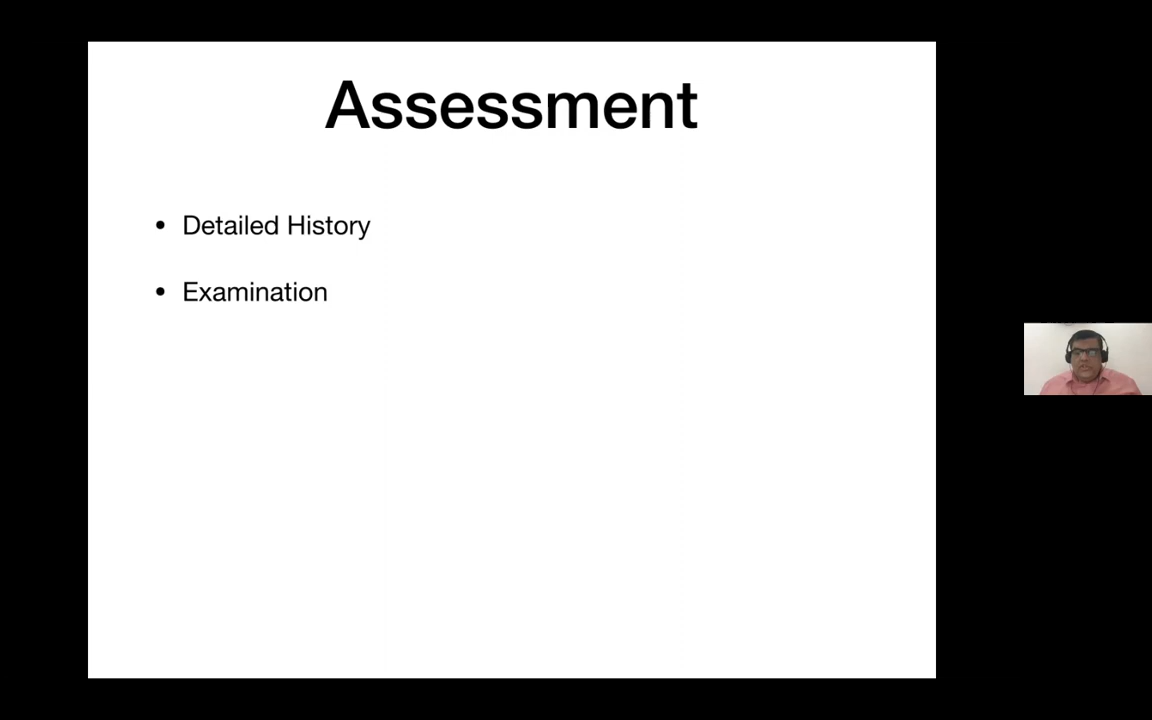 Assessment
• Detailed History
• Examination